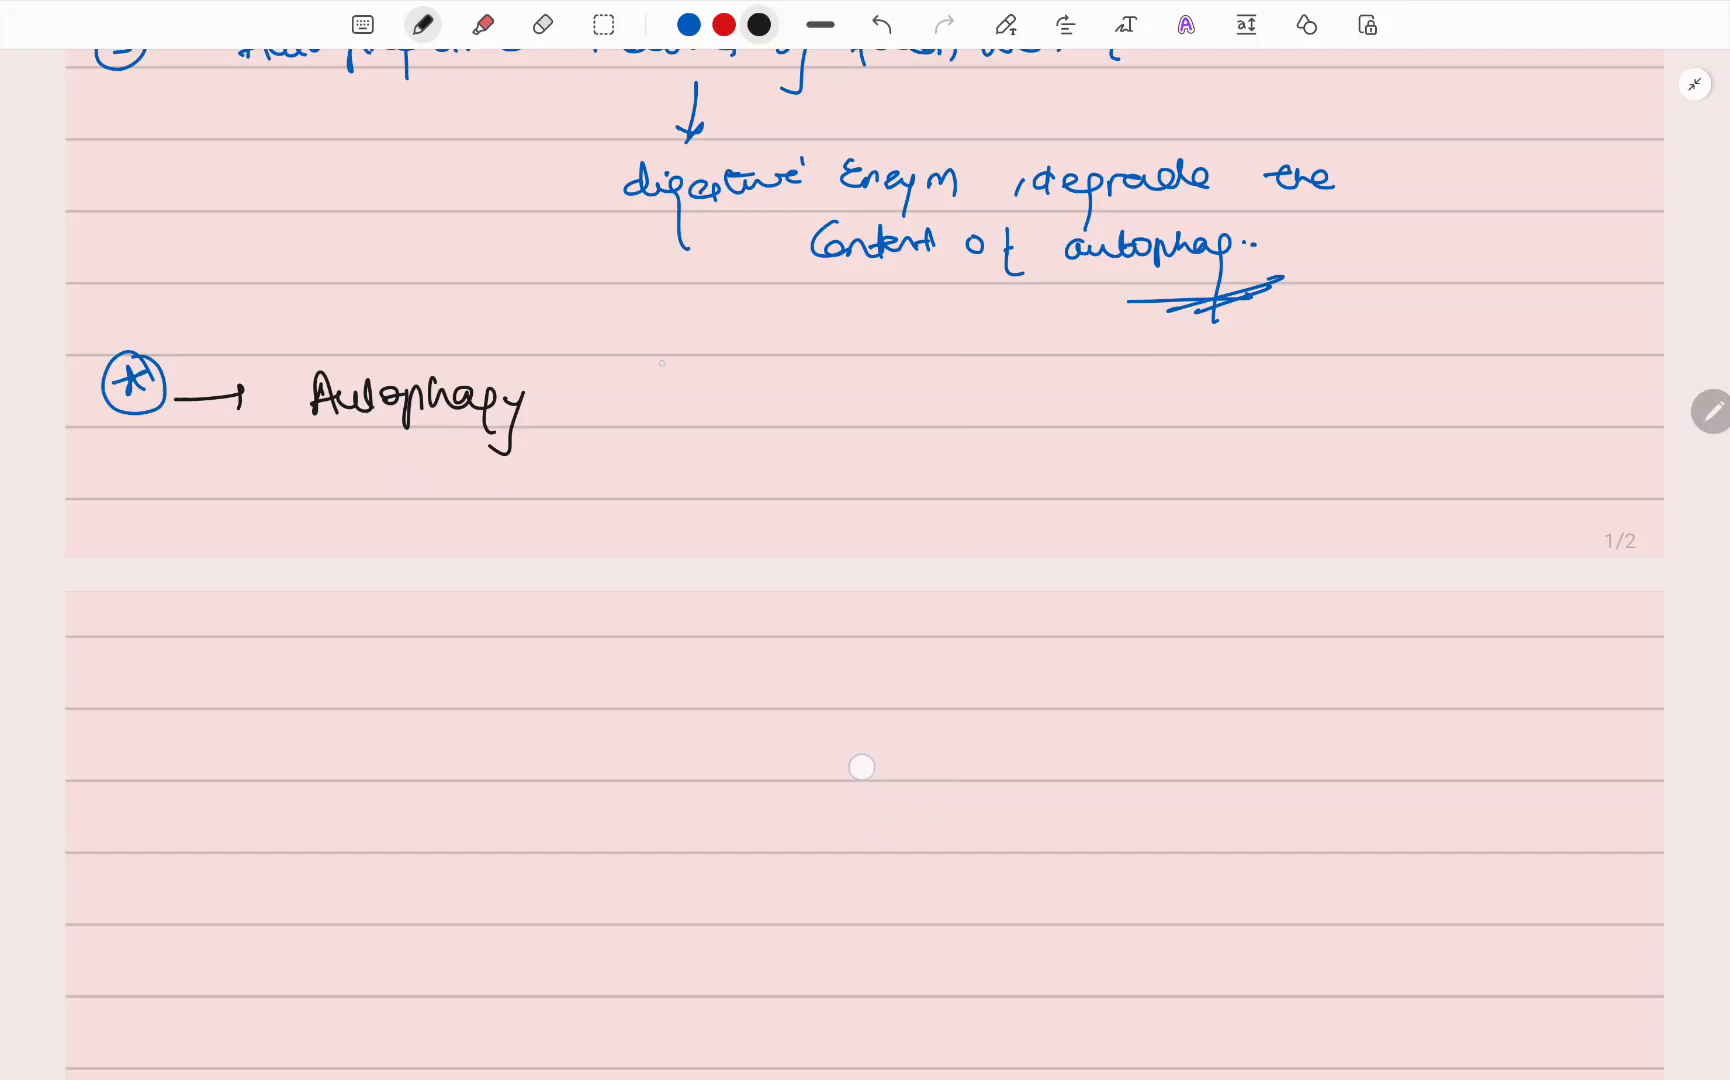 digestive Enzym, degrade the
Content of autophag..
* → Autophagy
1/2